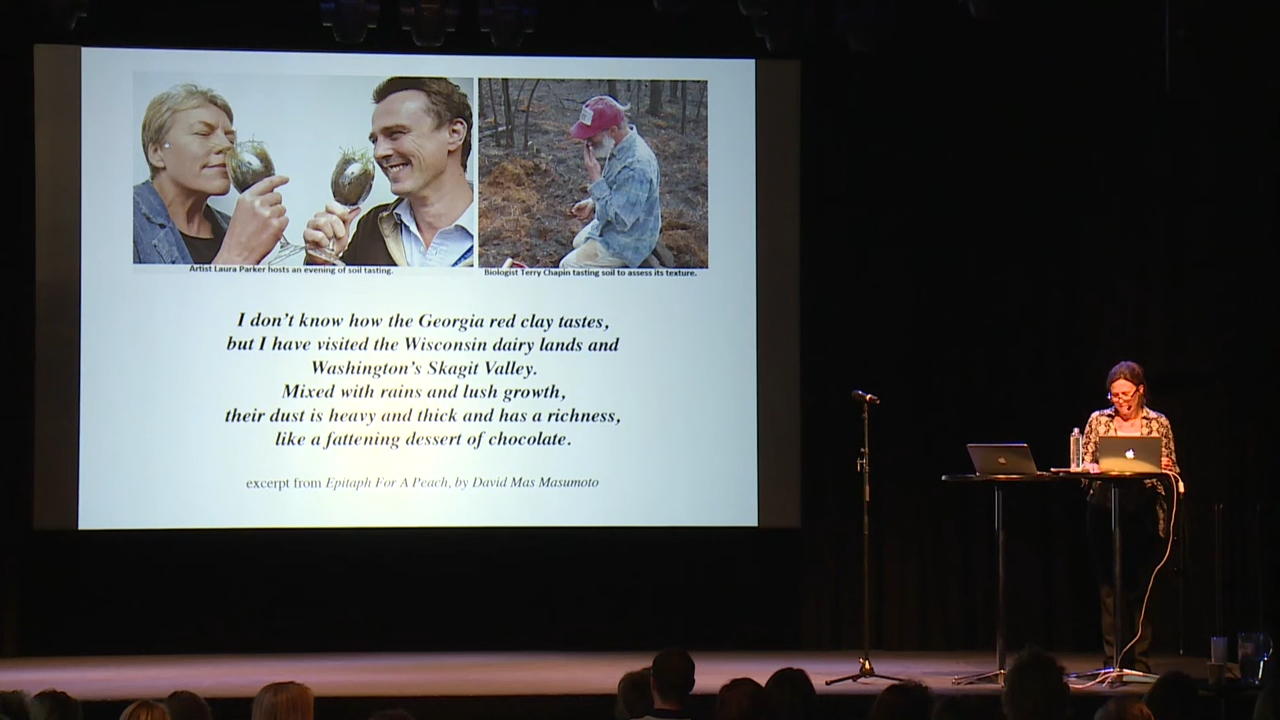 Artist Laura Parker hosts an evening of soil tasting.
Biologist Terry Chapin tasting soil to assess its texture.
I don't know how the Georgia red clay tastes,
but I have visited the Wisconsin dairy lands and
Washington's Skagit Valley.
Mixed with rains and lush growth,
their dust is heavy and thick and has a richness,
like a fattening dessert of chocolate.
excerpt from Epitaph For A Peach, by David Mas Masumoto